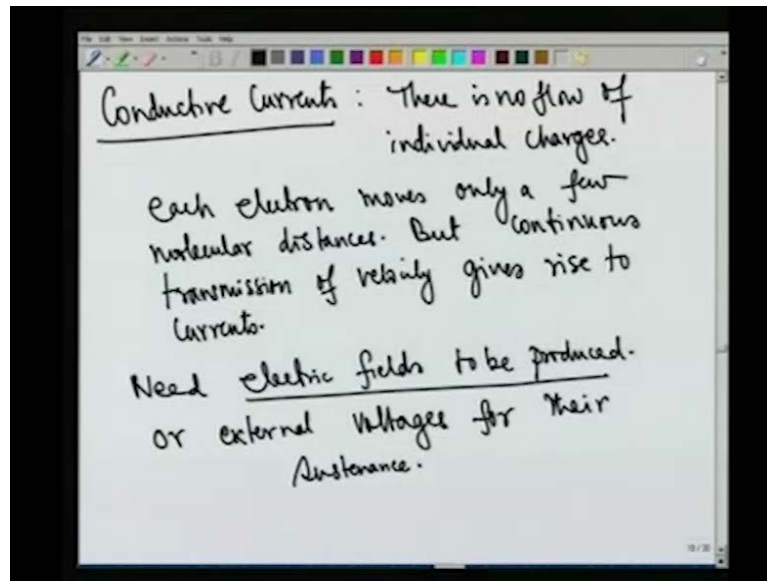 Conductive Currents : There is no flow of
individual charges.
each electron moves only a few
molecular distances. But continuous
transmission of velocity gives rise to
Currents.
Need electric fields to be produced.
or external voltages for their
sustenance.